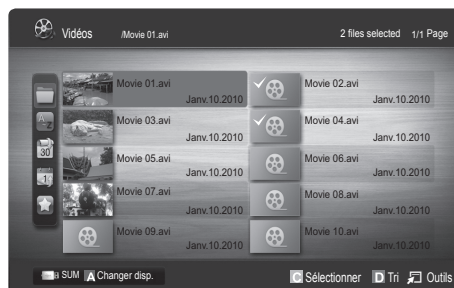 Vidéos /Movie 01.avi 2 files selected 1/1 Page
Movie 01.avi Movie 02.avi
Janv.10.2010 Janv.10.2010
Movie 03.avi Movie 04.avi
Janv.10.2010 Janv.10.2010
Movie 05.avi Movie 06.avi
Janv.10.2010 Janv.10.2010
Movie 07.avi Movie 08.avi
Janv.10.2010 Janv.10.2010
Movie 09.avi Movie 10.avi
Janv.10.2010 Janv.10.2010
SUM A Changer disp. C Sélectionner D Tri Outils